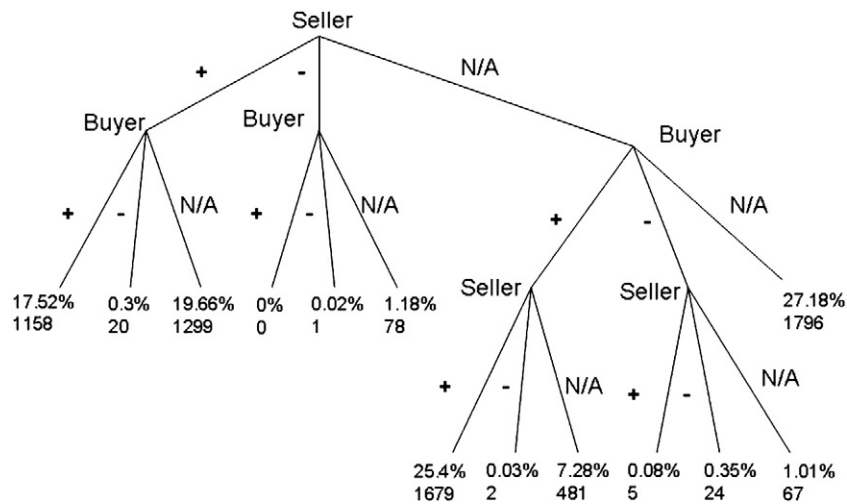 Seller
+ - N/A
Buyer Buyer Buyer
+ - N/A + - N/A + - N/A
17.52% 0.3% 19.66% 0% 0.02% 1.18% Seller Seller 27.18%
1158 20 1299 0 1 78 1796
+ - N/A + - N/A
25.4% 0.03% 7.28% 0.08% 0.35% 1.01%
1679 2 481 5 24 67